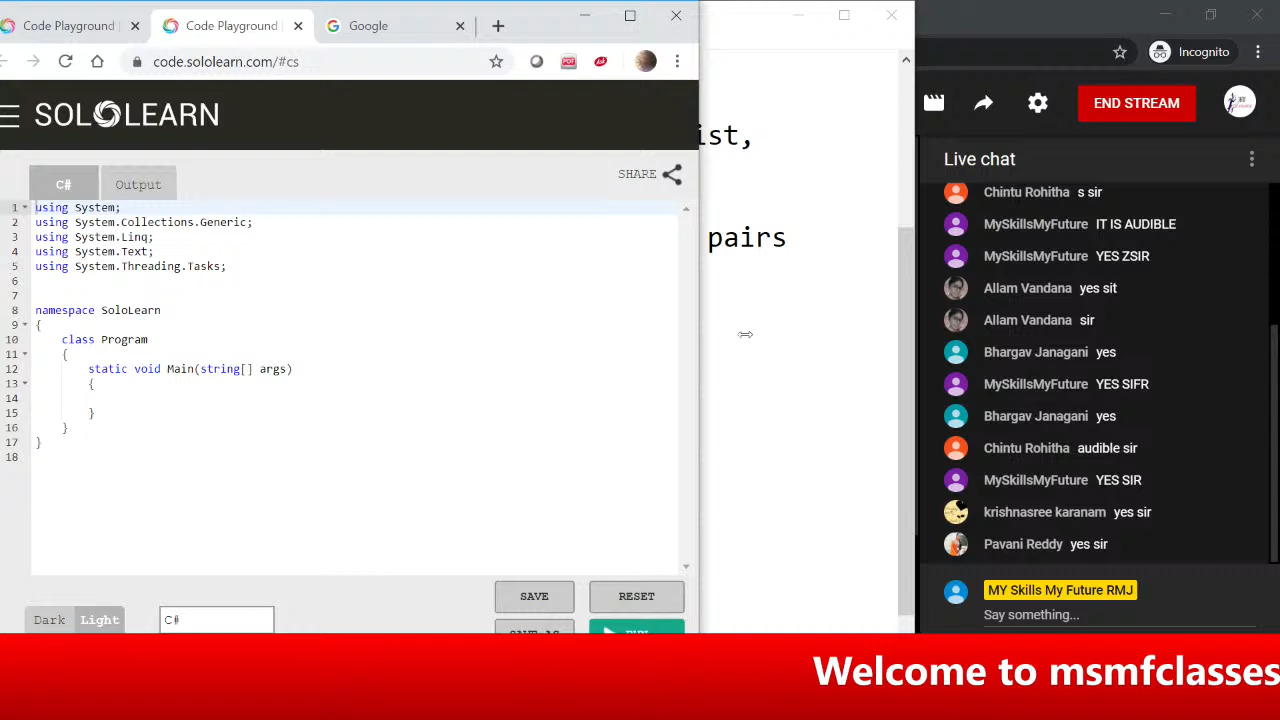 Code Playground
Code Playground
Google
code.sololearn.com/#cs
PDF
Incognito
SOLOLEARN
END STREAM
ist,
pairs
C#
Output
SHARE
1 using System;
2 using System.Collections.Generic;
3 using System.Linq;
4 using System.Text;
5 using System.Threading.Tasks;
6
7
8 namespace SoloLearn
9 {
10 class Program
11 {
12 static void Main(string[] args)
13 {
14
15 }
16 }
17 }
18
SAVE
RESET
Dark
Light
C#
Live chat
Chintu Rohitha s sir
MySkillsMyFuture IT IS AUDIBLE
MySkillsMyFuture YES ZSIR
Allam Vandana yes sit
Allam Vandana sir
Bhargav Janagani yes
MySkillsMyFuture YES SIFR
Bhargav Janagani yes
Chintu Rohitha audible sir
MySkillsMyFuture YES SIR
krishnasree karanam yes sir
Pavani Reddy yes sir
MY Skills My Future RMJ
Say something...
Welcome to msmfclasses